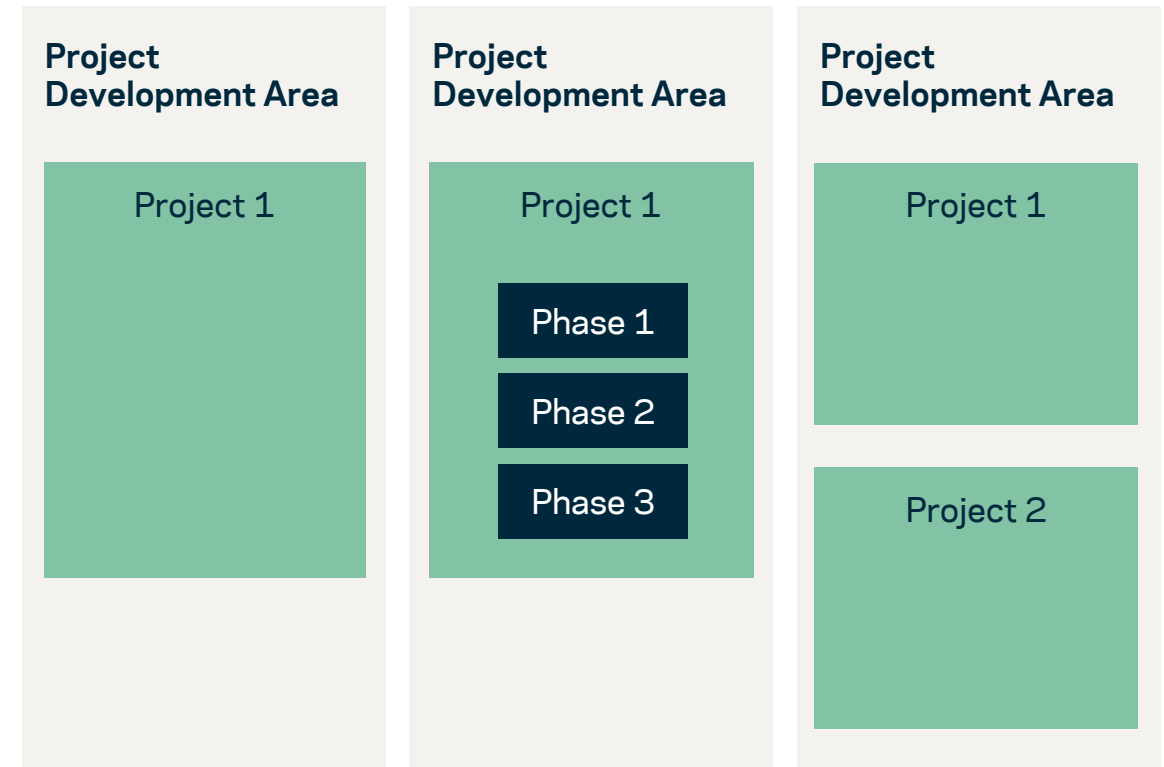 Project
Development Area
Project 1
Project
Development Area
Project 1
Phase 1
Phase 2
Phase 3
Project
Development Area
Project 1
Project 2